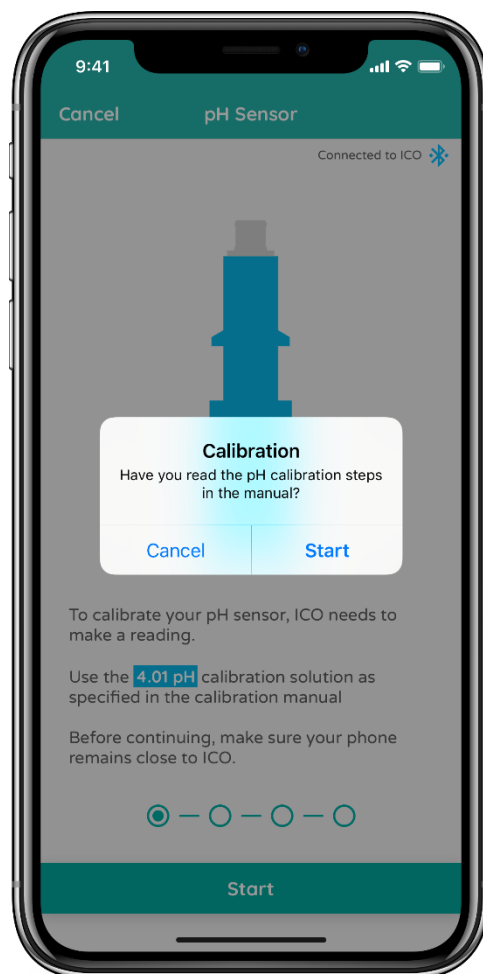 9:41
Cancel pH Sensor
Connected to ICO
Calibration
Have you read the pH calibration steps
in the manual?
Cancel Start
To calibrate your pH sensor, ICO needs to
make a reading.
Use the 4.01 pH calibration solution as
specified in the calibration manual
Before continuing, make sure your phone
remains close to ICO.
Start